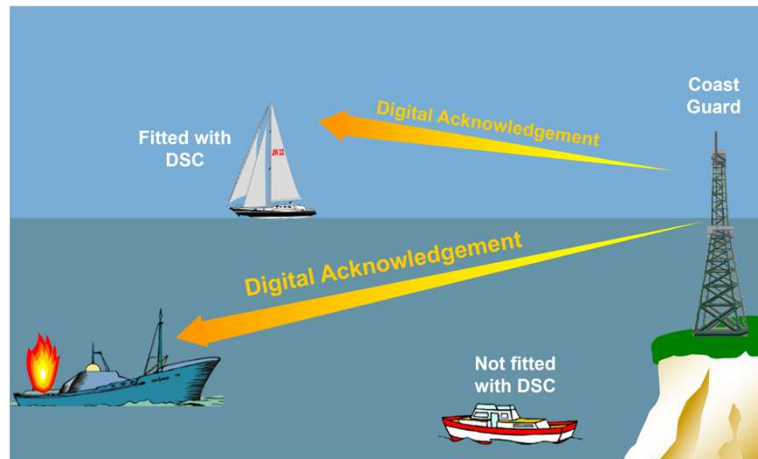 Digital Acknowledgement
Coast
Guard
Fitted with
DSC
Digital Acknowledgement
Not fitted
with DSC